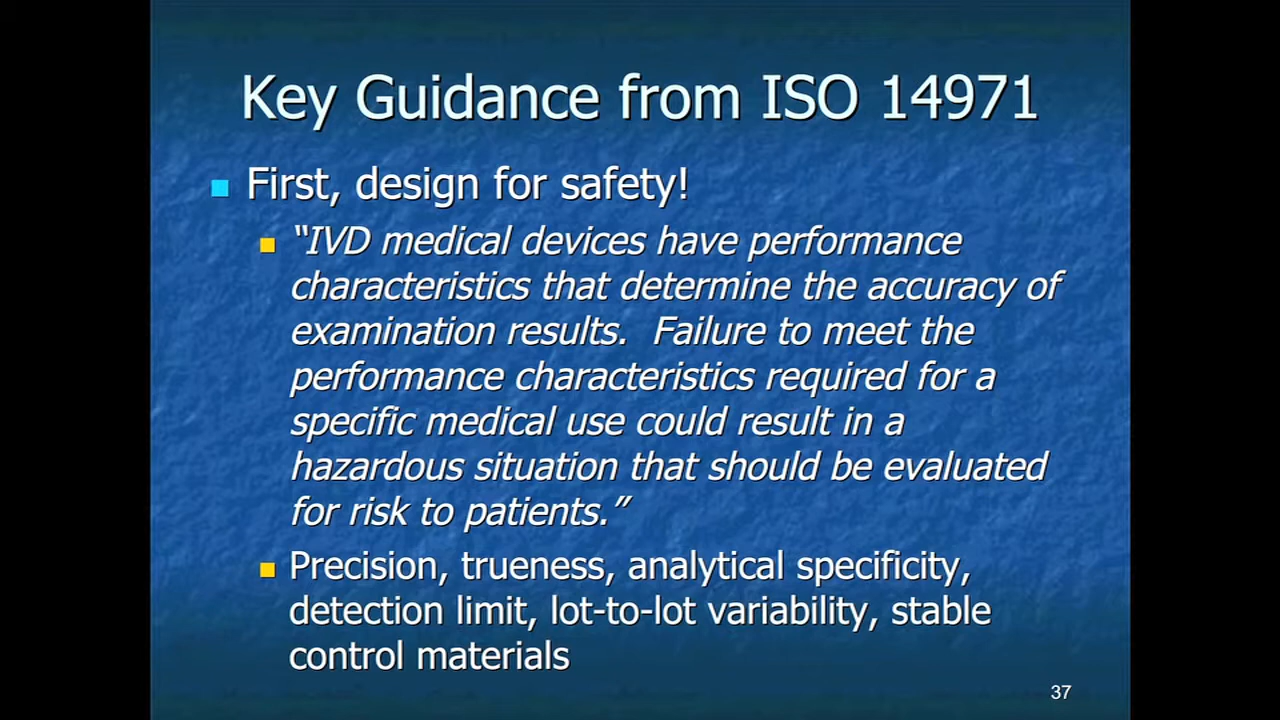 Key Guidance from ISO 14971
First, design for safety!
“IVD medical devices have performance
characteristics that determine the accuracy of
examination results.  Failure to meet the
performance characteristics required for a
specific medical use could result in a
hazardous situation that should be evaluated
for risk to patients.”
Precision, trueness, analytical specificity,
detection limit, lot-to-lot variability, stable
control materials
37